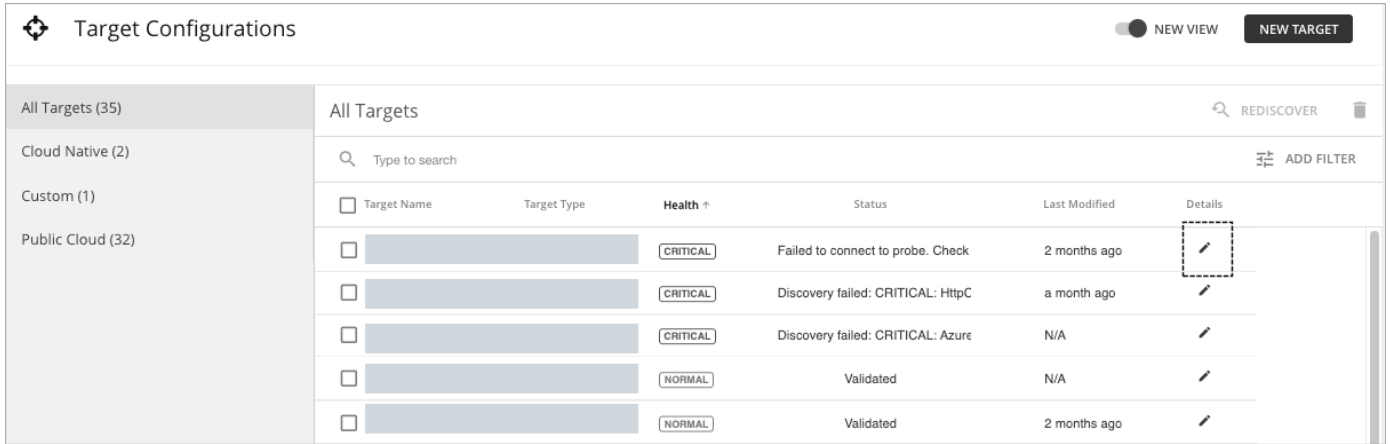 Target Configurations NEW VIEW NEW TARGET
All Targets (35)
Cloud Native (2)
Custom (1)
Public Cloud (32)
All Targets REDISCOVER
Type to search ADD FILTER
Target Name Target Type Health ↑ Status Last Modified Details
CRITICAL Failed to connect to probe. Check 2 months ago
CRITICAL Discovery failed: CRITICAL: HttpC a month ago
CRITICAL Discovery failed: CRITICAL: Azure N/A
NORMAL Validated N/A
NORMAL Validated 2 months ago